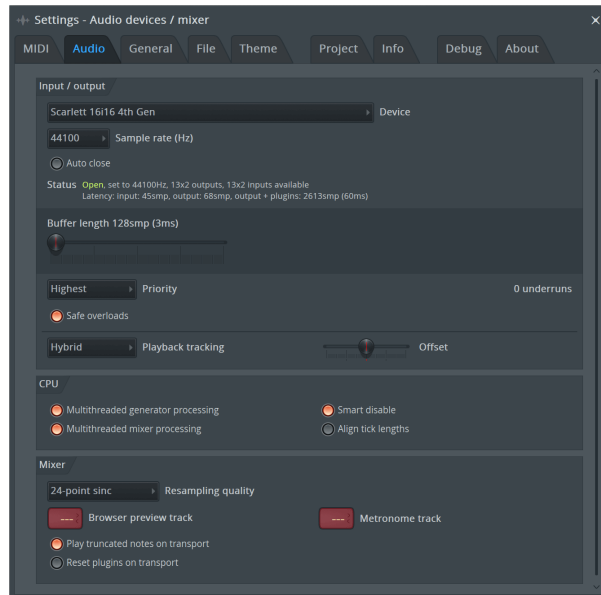 Settings - Audio devices / mixer
MIDI Audio General File Theme Project Info Debug About
Input / output
Scarlett 16i16 4th Gen Device
44100 Sample rate (Hz)
Auto close
Status Open, set to 44100Hz, 13x2 outputs, 13x2 inputs available
Latency: input: 45smp, output: 68smp, output + plugins: 2613smp (60ms)
Buffer length 128smp (3ms)
Highest Priority 0 underruns
Safe overloads
Hybrid Playback tracking Offset
CPU
Multithreaded generator processing Smart disable
Multithreaded mixer processing Align tick lengths
Mixer
24-point sinc Resampling quality
--- Browser preview track --- Metronome track
Play truncated notes on transport
Reset plugins on transport